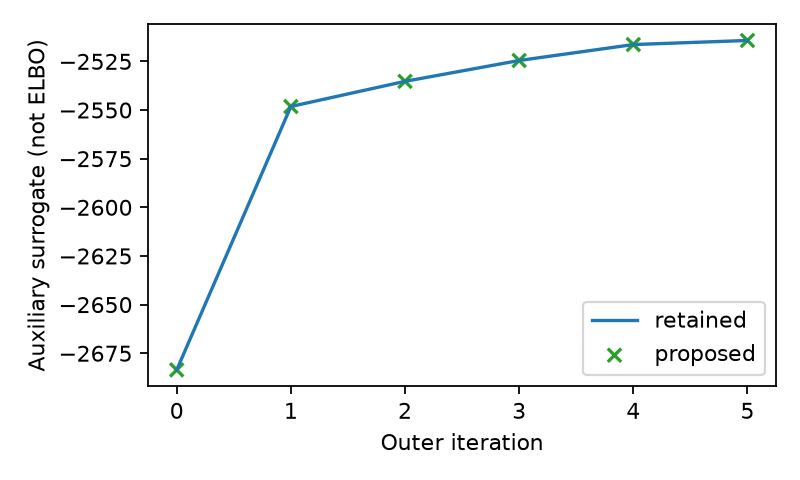 Auxiliary surrogate (not ELBO)
−2525
−2550
−2575
−2600
−2625
−2650
−2675
retained
proposed
0 1 2 3 4 5
Outer iteration